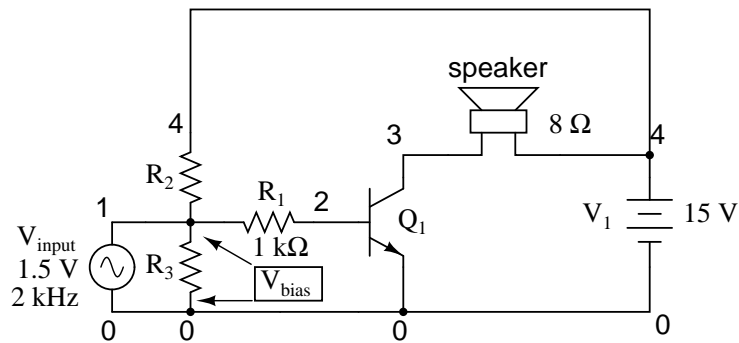 speaker
4
3
8 Ω
4
R2
R1
1
2
Q1
V1
15 V
Vinput
1.5 V
2 kHz
R3
1 kΩ
Vbias
0
0
0
0